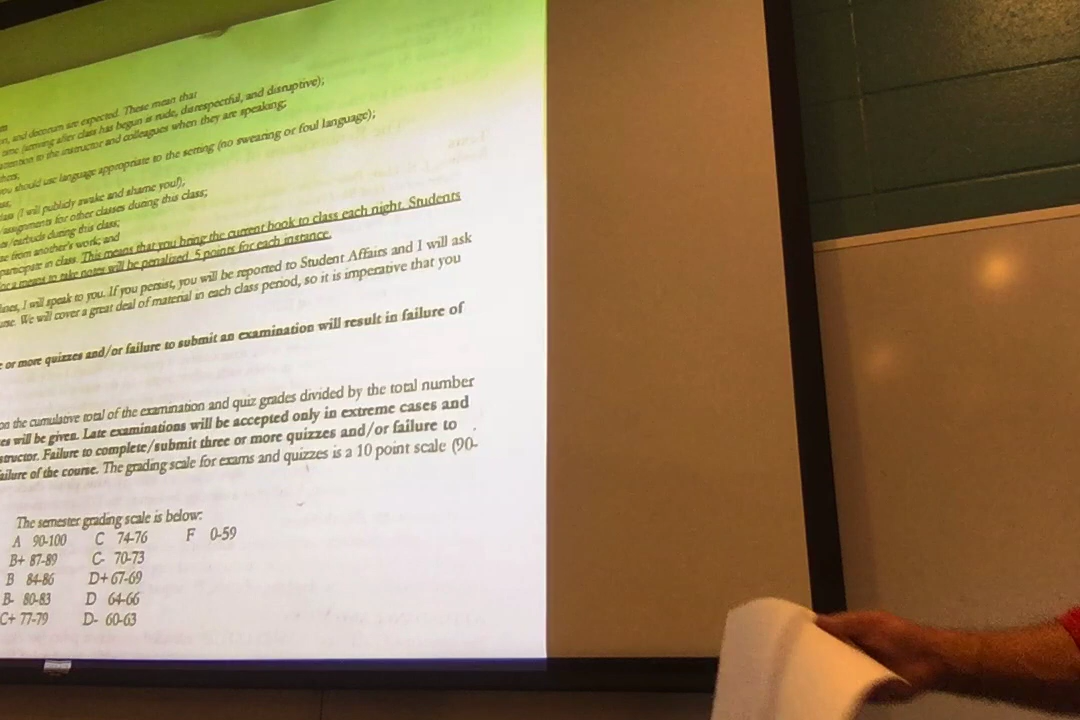 and decorum are expected. These mean that
time (arriving after class has begun is rude, disrespectful, and disruptive);
attention to the instructor and colleagues when they are speaking;
you should use language appropriate to the setting (no swearing or foul language);
class (I will publicly awake and shame you!);
/assignments for other classes during this class;
/earbuds during this class;
from another's work; and
participate in class. This means that you bring the current book to class each night. Students
or a means to take notes will be penalized 5 points for each instance.
I will speak to you. If you persist, you will be reported to Student Affairs and I will ask
We will cover a great deal of material in each class period, so it is imperative that you
or more quizzes and/or failure to submit an examination will result in failure of
on the cumulative total of the examination and quiz grades divided by the total number
will be given. Late examinations will be accepted only in extreme cases and
Failure to complete/submit three or more quizzes and/or failure to
failure of the course. The grading scale for exams and quizzes is a 10 point scale (90-
The semester grading scale is below:
A 90-100 C 74-76 F 0-59
B+ 87-89 C- 70-73
B 84-86 D+ 67-69
B- 80-83 D 64-66
C+ 77-79 D- 60-63